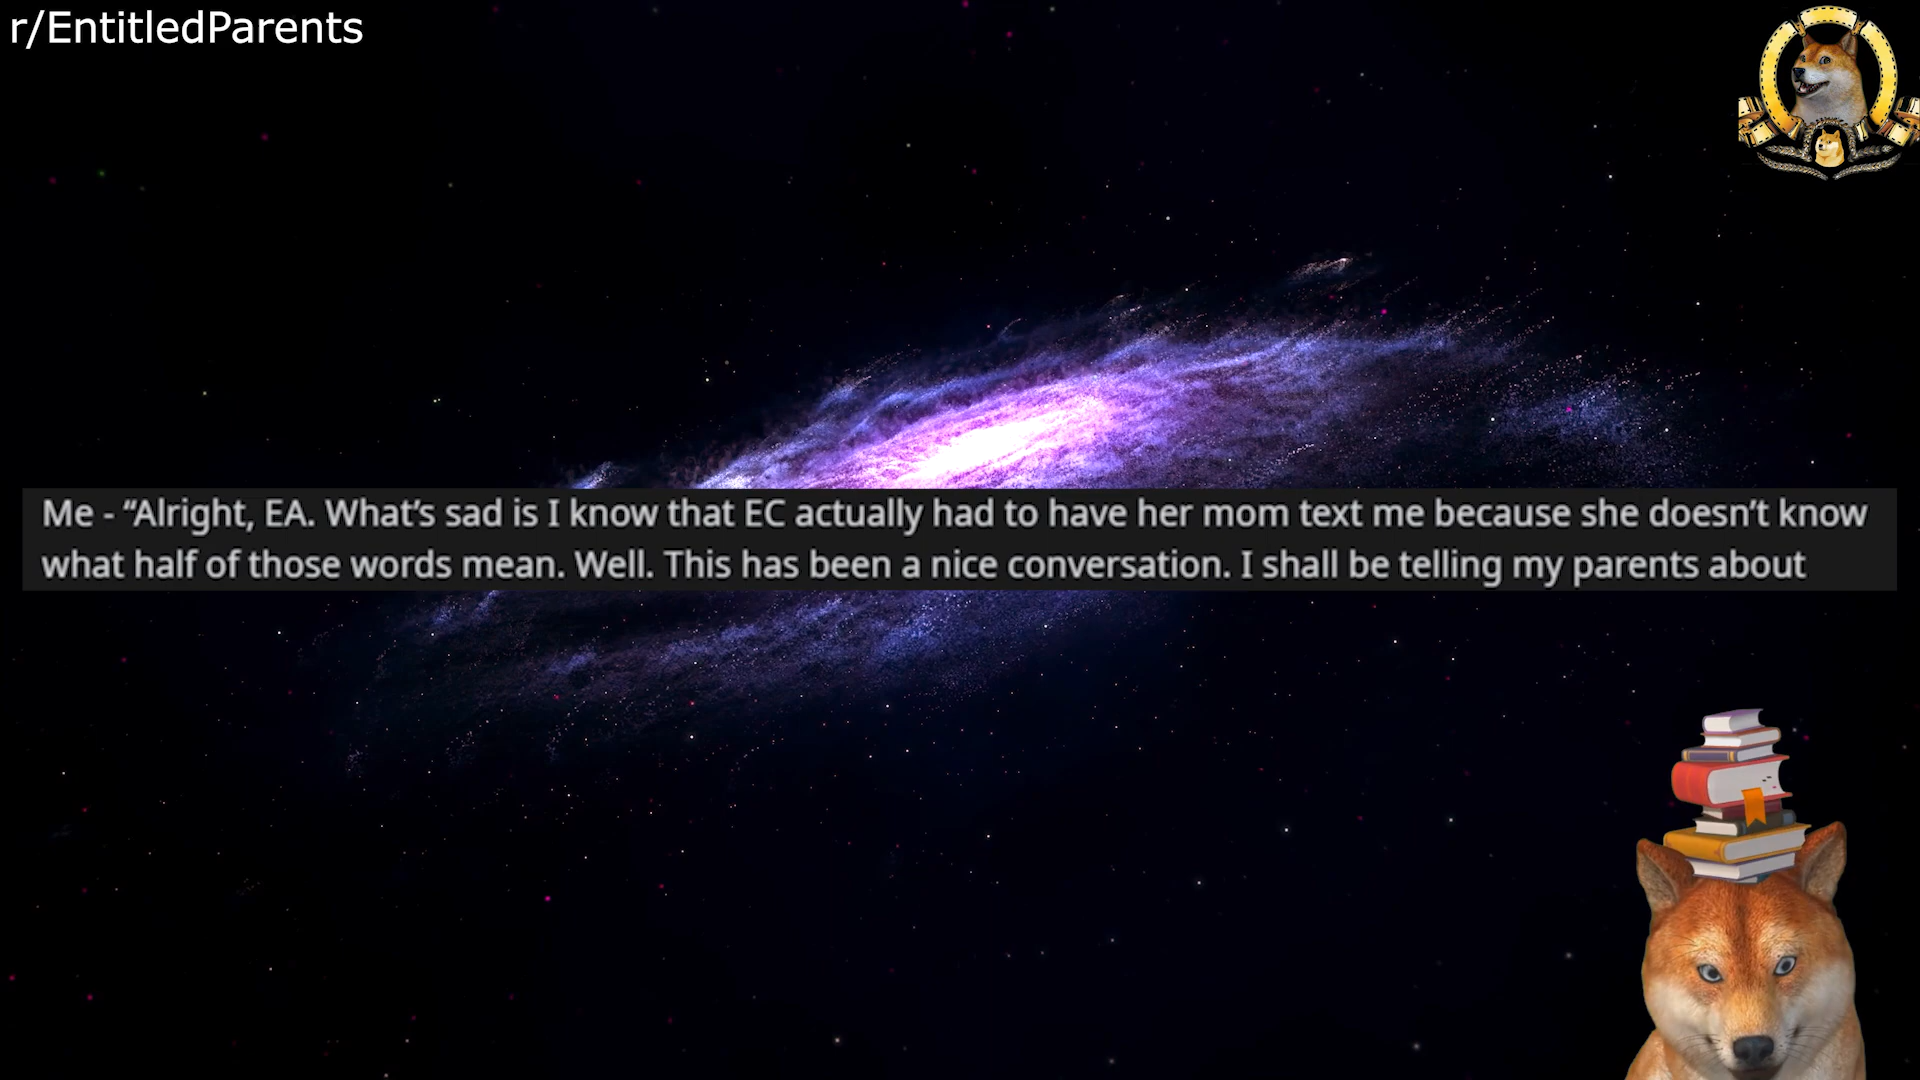 r/EntitledParents
Me - “Alright, EA. What’s sad is I know that EC actually had to have her mom text me because she doesn’t know
what half of those words mean. Well. This has been a nice conversation. I shall be telling my parents about